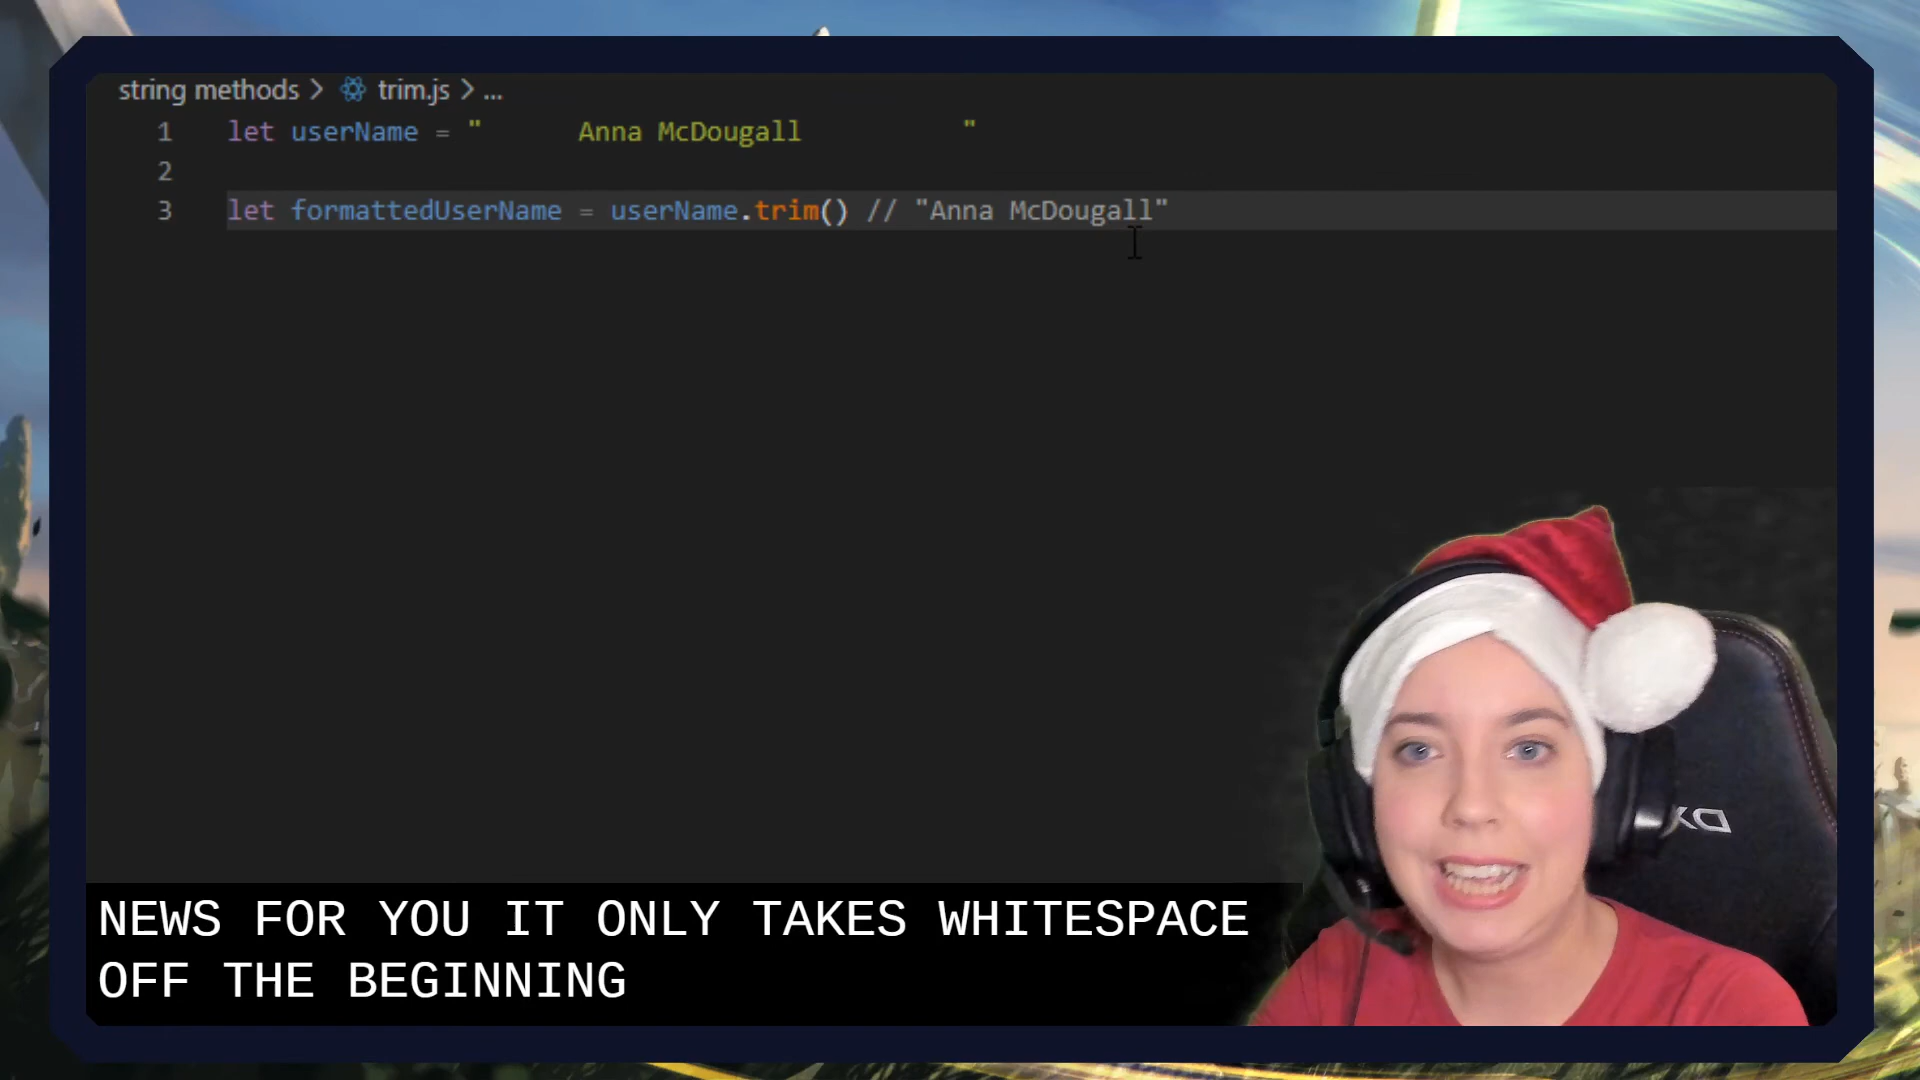 string methods > trim.js > ...
1 let userName = "      Anna McDougall          "
2
3 let formattedUserName = userName.trim() // "Anna McDougall"
NEWS FOR YOU IT ONLY TAKES WHITESPACE
OFF THE BEGINNING